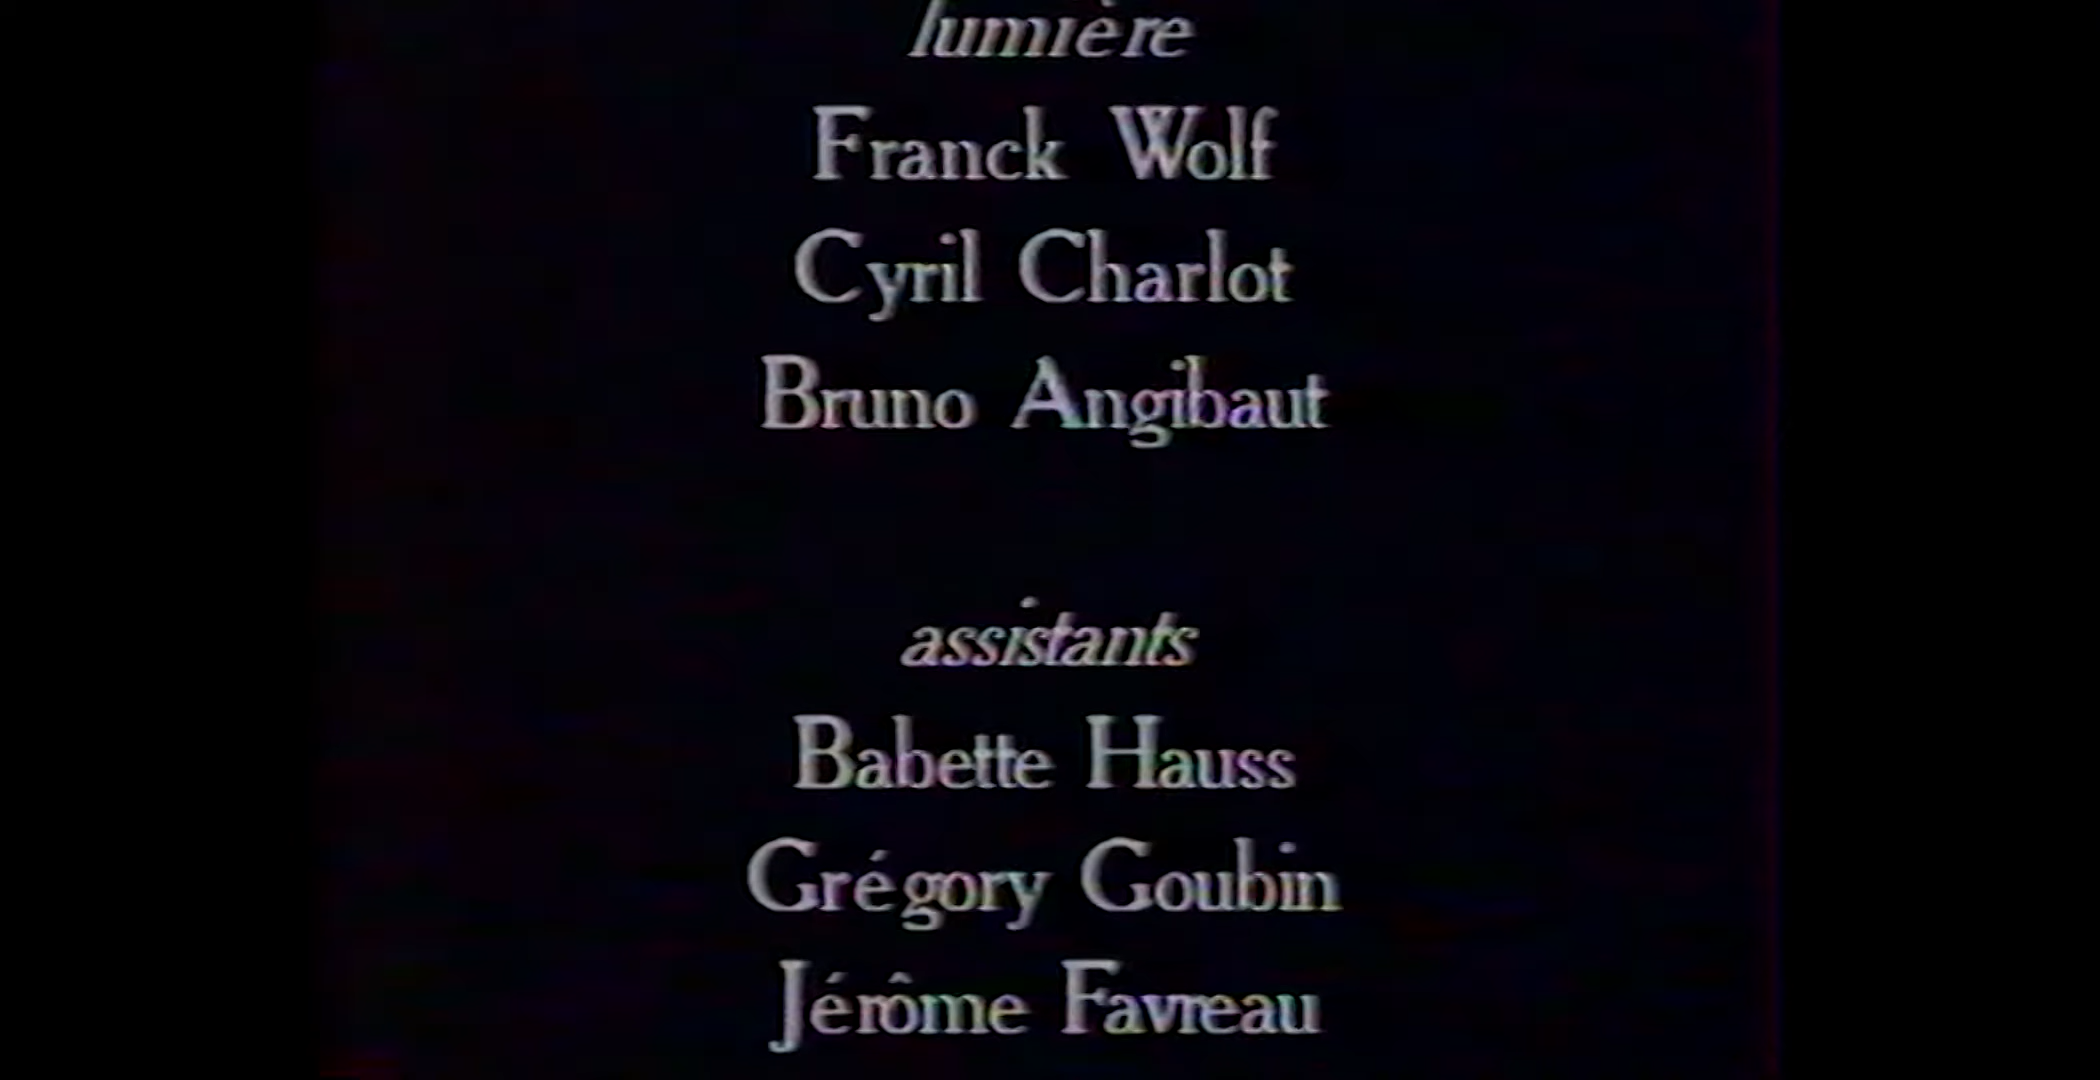 lumière
Franck Wolf
Cyril Charlot
Bruno Angibaut
assistants
Babette Hauss
Grégory Goubin
Jérôme Favreau